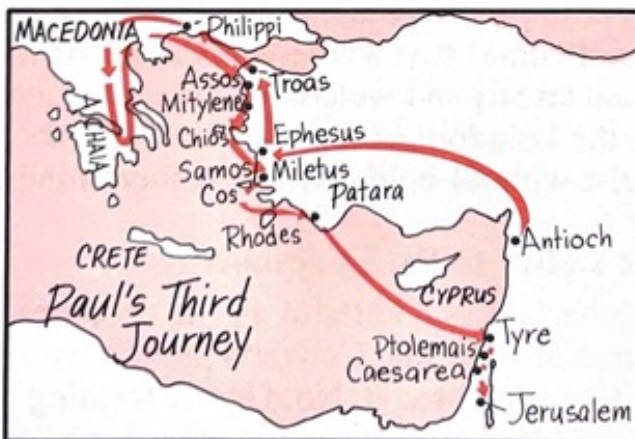 MACEDONIA
Philippi
Assos
Troas
Mitylene
ACHAIA
Chios
Ephesus
Samos
Miletus
Cos
Patara
Rhodes
Antioch
CRETE
CYPRUS
Paul's Third
Journey
Tyre
Ptolemais
Caesarea
Jerusalem